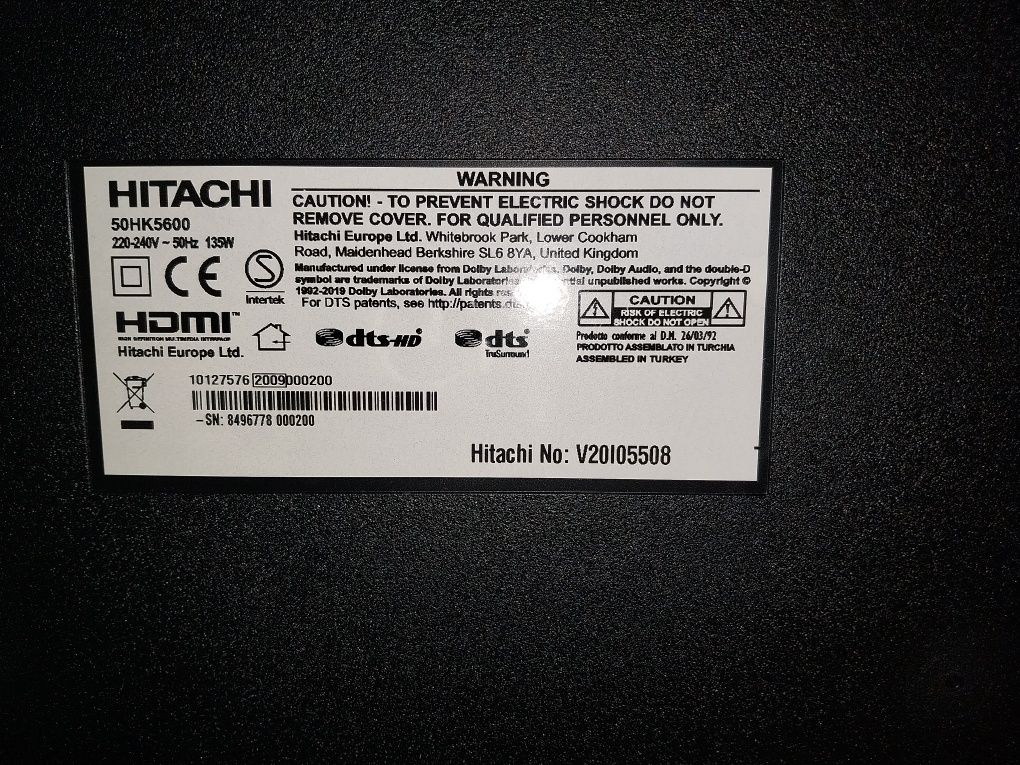 HITACHI
50HK5600
220-240V ~ 50Hz 135W
Intertek
HDMI™
HIGH DEFINITION MULTIMEDIA INTERFACE
Hitachi Europe Ltd.
WARNING
CAUTION! - TO PREVENT ELECTRIC SHOCK DO NOT
REMOVE COVER. FOR QUALIFIED PERSONNEL ONLY.
Hitachi Europe Ltd. Whitebrook Park, Lower Cookham
Road, Maidenhead Berkshire SL6 8YA, United Kingdom
Manufactured under license from Dolby Laboratories. Dolby, Dolby Audio, and the double-D
symbol are trademarks of Dolby Laboratories. unpublished works. Copyright ©
1992-2019 Dolby Laboratories. All rights
For DTS patents, see http://patents.
dts-HD
dts
TruSurround
CAUTION
RISK OF ELECTRIC
SHOCK DO NOT OPEN
Prodotto conforme al D.M. 26/03/92
PRODOTTO ASSEMBLATO IN TURCHIA
ASSEMBLED IN TURKEY
10127576 2009000200
-SN: 8496778 000200
Hitachi No: V20I05508